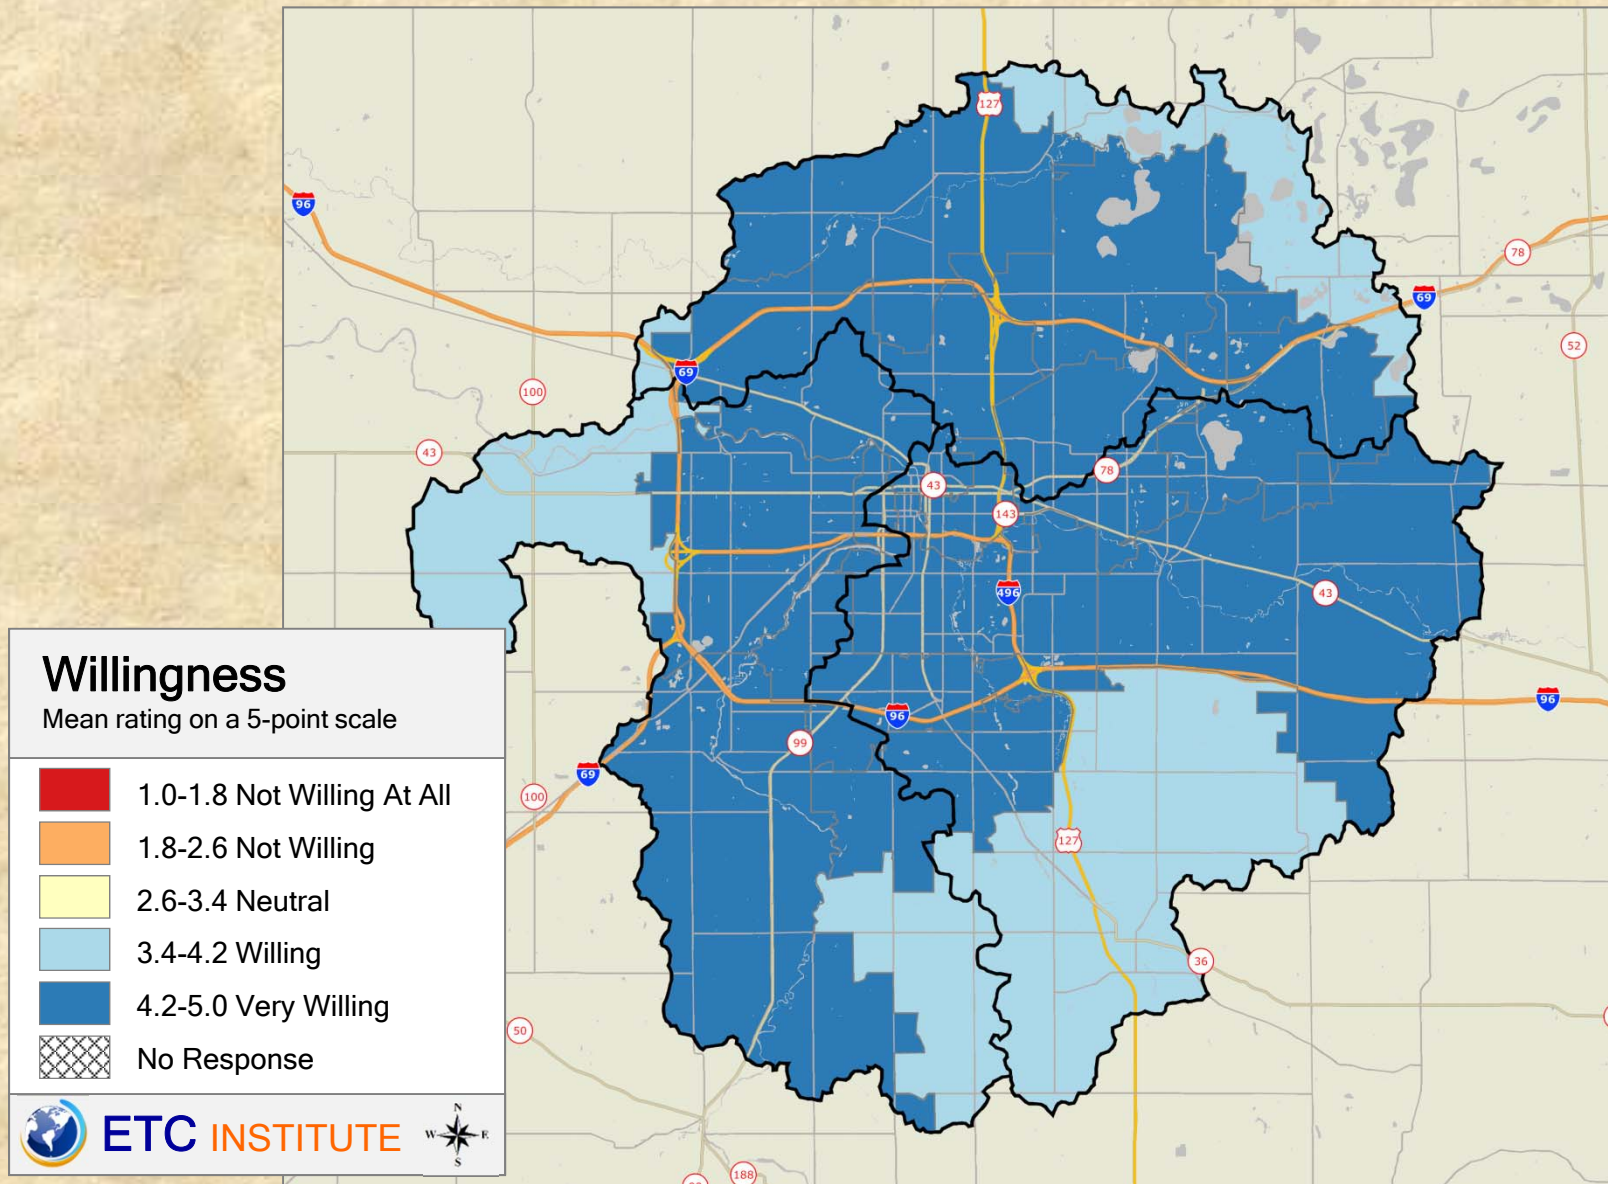 127
96
78
69
52
69
100
43
78
43
143
496
43
Willingness
Mean rating on a 5-point scale
96
96
99
69
1.0-1.8 Not Willing At All
100
1.8-2.6 Not Willing
127
2.6-3.4 Neutral
3.4-4.2 Willing
36
4.2-5.0 Very Willing
50
No Response
ETC INSTITUTE
N
W E
S
188